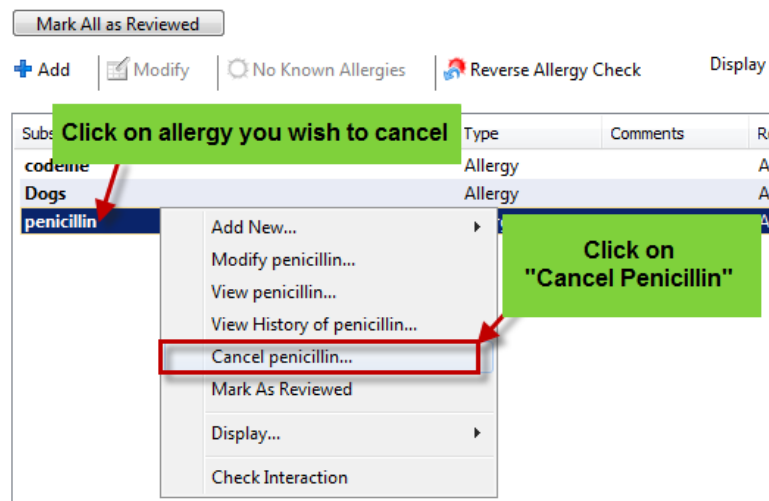 Mark All as Reviewed
Add Modify No Known Allergies Reverse Allergy Check Display
Click on allergy you wish to cancel Type Comments
codeine Allergy
Dogs Allergy
penicillin
Add New...
Modify penicillin...
View penicillin...
View History of penicillin...
Cancel penicillin...
Mark As Reviewed
Display...
Check Interaction
Click on
"Cancel Penicillin"